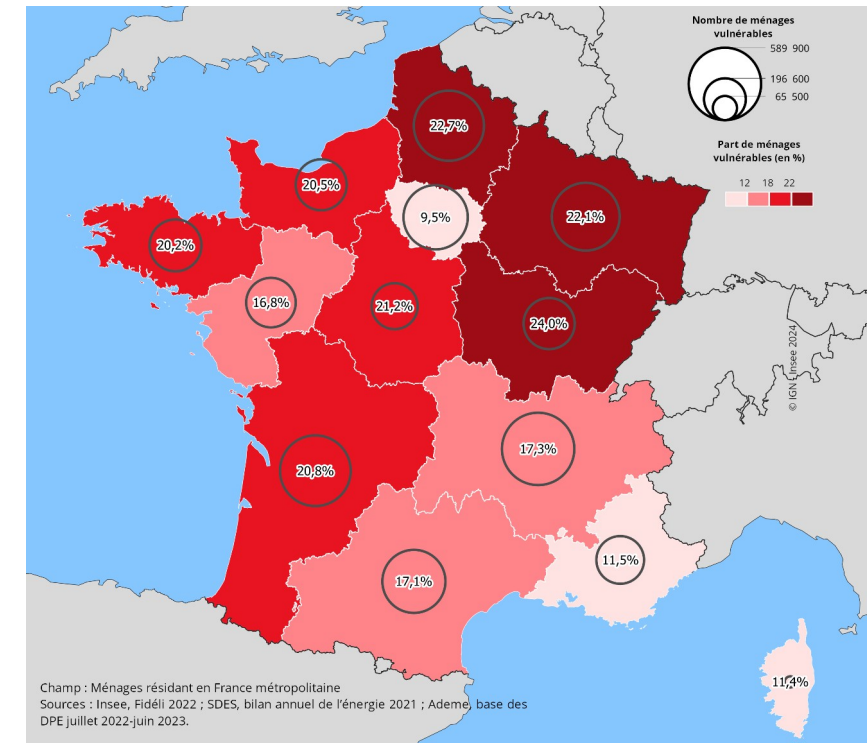 Nombre de ménages
vulnérables
589 900
196 600
65 500
Part de ménages
vulnérables (en %)
12 18 22
22,7%
20,5%
9,5%
22,1%
20,2%
16,8%
21,2%
24,0%
20,8%
17,3%
17,1%
11,5%
11,4%
© IGN - Insee 2024
Champ : Ménages résidant en France métropolitaine
Sources : Insee, Fidéli 2022 ; SDES, bilan annuel de l’énergie 2021 ; Ademe, base des
DPE juillet 2022-juin 2023.